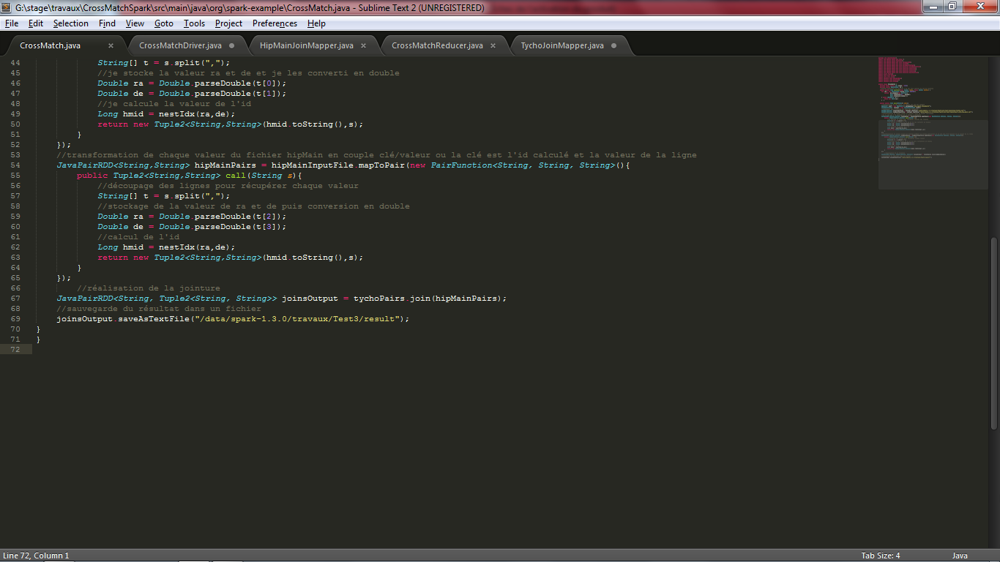 G:\stage\travaux\CrossMatchSpark\src\main\java\org\spark-example\CrossMatch.java - Sublime Text 2 (UNREGISTERED)
File Edit Selection Find View Goto Tools Project Preferences Help
CrossMatch.java CrossMatchDriver.java HipMainJoinMapper.java CrossMatchReducer.java TychoJoinMapper.java
44 String[] t = s.split(",");
45 //je stocke la valeur ra et de et je les converti en double
46 Double ra = Double.parseDouble(t[0]);
47 Double de = Double.parseDouble(t[1]);
48 //je calcule la valeur de l'id
49 Long hmid = nestIdx(ra,de);
50 return new Tuple2<String,String>(hmid.toString(),s);
51 }
52 });
53 //transformation de chaque valeur du fichier hipMain en couple clé/valeur ou la clé est l'id calculé et la valeur de la ligne
54 JavaPairRDD<String,String> hipMainPairs = hipMainInputFile.mapToPair(new PairFunction<String, String, String>(){
55 public Tuple2<String,String> call(String s){
56 //découpage des lignes pour récupérer chaque valeur
57 String[] t = s.split(",");
58 //stockage de la valeur de ra et de puis conversion en double
59 Double ra = Double.parseDouble(t[2]);
60 Double de = Double.parseDouble(t[3]);
61 //calcul de l'id
62 Long hmid = nestIdx(ra,de);
63 return new Tuple2<String,String>(hmid.toString(),s);
64 }
65 });
66 //réalisation de la jointure
67 JavaPairRDD<String, Tuple2<String, String>> joinsOutput = tychoPairs.join(hipMainPairs);
68 //sauvegarde du résultat dans un fichier
69 joinsOutput.saveAsTextFile("/data/spark-1.3.0/travaux/Test3/result");
70 }
71 }
72
Line 72, Column 1 Tab Size: 4 Java